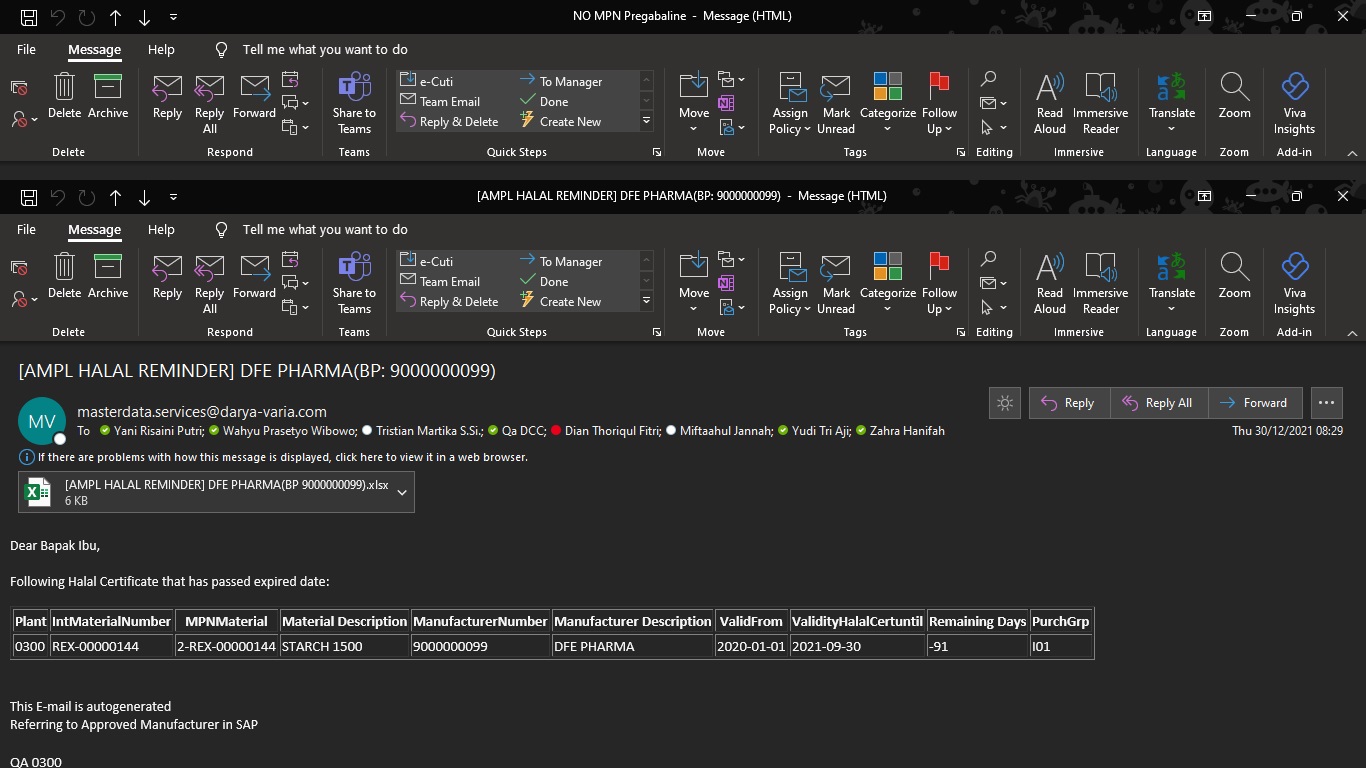 NO MPN Pregabaline - Message (HTML)
File Message Help Tell me what you want to do
Delete Archive Reply Reply All Forward Share to Teams
e-Cuti To Manager
Team Email Done
Reply & Delete Create New
Move Assign Policy Mark Unread Categorize Follow Up Read Aloud Immersive Reader Translate Zoom Viva Insights
Delete Respond Teams Quick Steps Move Tags Editing Immersive Language Zoom Add-in
[AMPL HALAL REMINDER] DFE PHARMA(BP: 9000000099) - Message (HTML)
File Message Help Tell me what you want to do
Delete Archive Reply Reply All Forward Share to Teams
e-Cuti To Manager
Team Email Done
Reply & Delete Create New
Move Assign Policy Mark Unread Categorize Follow Up Read Aloud Immersive Reader Translate Zoom Viva Insights
Delete Respond Teams Quick Steps Move Tags Editing Immersive Language Zoom Add-in
[AMPL HALAL REMINDER] DFE PHARMA(BP: 9000000099)
MV
masterdata.services@darya-varia.com
Reply Reply All Forward
To Yani Risaini Putri; Wahyu Prasetyo Wibowo; Tristian Martika S.Si.; Qa DCC; Dian Thoriqul Fitri; Miftaahul Jannah; Yudi Tri Aji; Zahra Hanifah
Thu 30/12/2021 08:29
If there are problems with how this message is displayed, click here to view it in a web browser.
[AMPL HALAL REMINDER] DFE PHARMA(BP 9000000099).xlsx
6 KB
Dear Bapak Ibu,
Following Halal Certificate that has passed expired date:
Plant IntMaterialNumber MPNMaterial Material Description ManufacturerNumber Manufacturer Description ValidFrom ValidityHalalCertuntil Remaining Days PurchGrp
0300 REX-00000144 2-REX-00000144 STARCH 1500 9000000099 DFE PHARMA 2020-01-01 2021-09-30 -91 I01
This E-mail is autogenerated
Referring to Approved Manufacturer in SAP
QA 0300